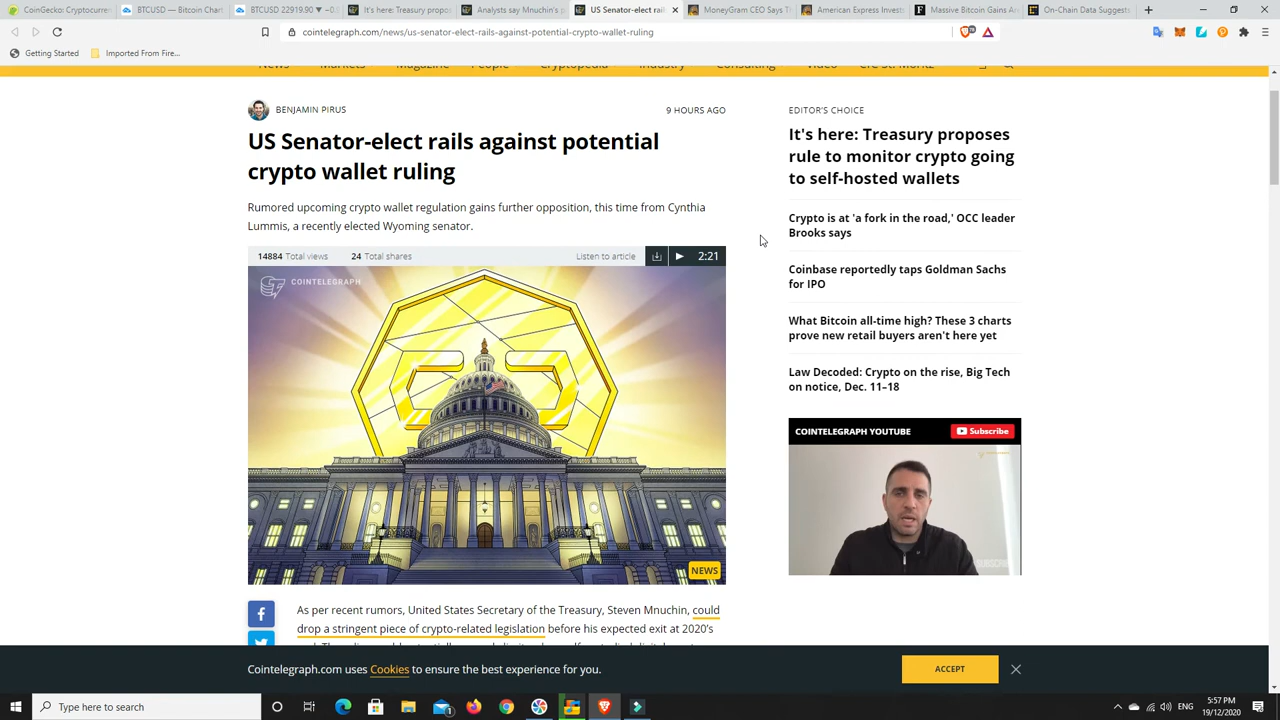 CoinGecko: Cryptocurren
BTCUSD — Bitcoin Chart
BTCUSD 22919.90 ▼ −0.
It's here: Treasury propos
Analysts say Mnuchin's p
US Senator-elect rail
MoneyGram CEO Says T
American Express Invest
Massive Bitcoin Gains Ar
On-Chain Data Suggests
cointelegraph.com/news/us-senator-elect-rails-against-potential-crypto-wallet-ruling
Getting Started
Imported From Fire...
News
Markets
Magazine
People
Cryptopedia
Industry
Consulting
Video
CFC St. Moritz
BENJAMIN PIRUS
9 HOURS AGO
US Senator-elect rails against potential
crypto wallet ruling
Rumored upcoming crypto wallet regulation gains further opposition, this time from Cynthia
Lummis, a recently elected Wyoming senator.
14884 Total views
24 Total shares
Listen to article
2:21
COINTELEGRAPH
NEWS
As per recent rumors, United States Secretary of the Treasury, Steven Mnuchin, could
drop a stringent piece of crypto-related legislation before his expected exit at 2020's
EDITOR'S CHOICE
It's here: Treasury proposes
rule to monitor crypto going
to self-hosted wallets
Crypto is at 'a fork in the road,' OCC leader
Brooks says
Coinbase reportedly taps Goldman Sachs
for IPO
What Bitcoin all-time high? These 3 charts
prove new retail buyers aren't here yet
Law Decoded: Crypto on the rise, Big Tech
on notice, Dec. 11–18
COINTELEGRAPH YOUTUBE
Subscribe
Cointelegraph.com uses Cookies to ensure the best experience for you.
ACCEPT
Type here to search
ENG
5:57 PM
19/12/2020